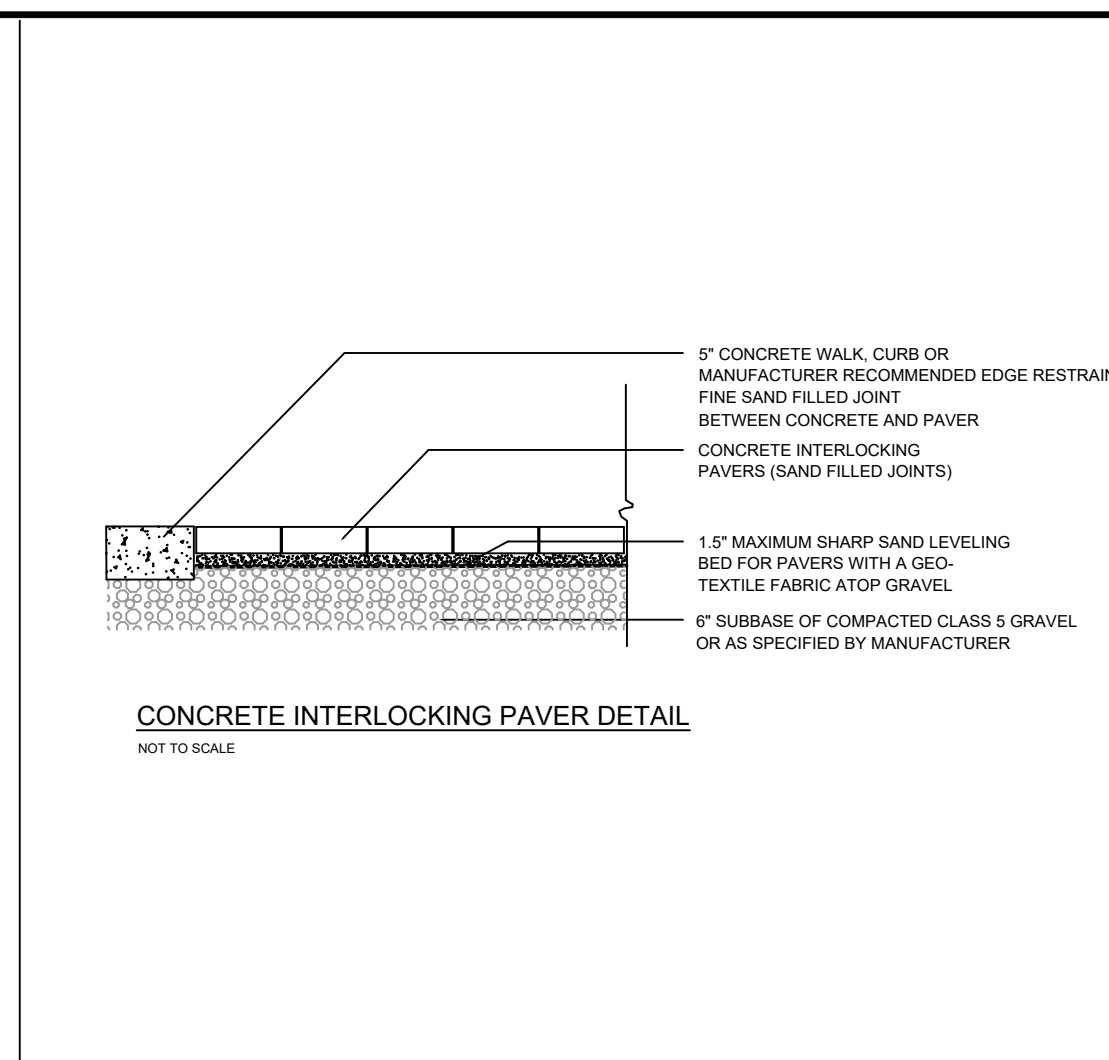 5" CONCRETE WALK, CURB OR
MANUFACTURER RECOMMENDED EDGE RESTRAIN
FINE SAND FILLED JOINT
BETWEEN CONCRETE AND PAVER
CONCRETE INTERLOCKING
PAVERS (SAND FILLED JOINTS)
1.5" MAXIMUM SHARP SAND LEVELING
BED FOR PAVERS WITH A GEO-
TEXTILE FABRIC ATOP GRAVEL
6" SUBBASE OF COMPACTED CLASS 5 GRAVEL
OR AS SPECIFIED BY MANUFACTURER
CONCRETE INTERLOCKING PAVER DETAIL
NOT TO SCALE